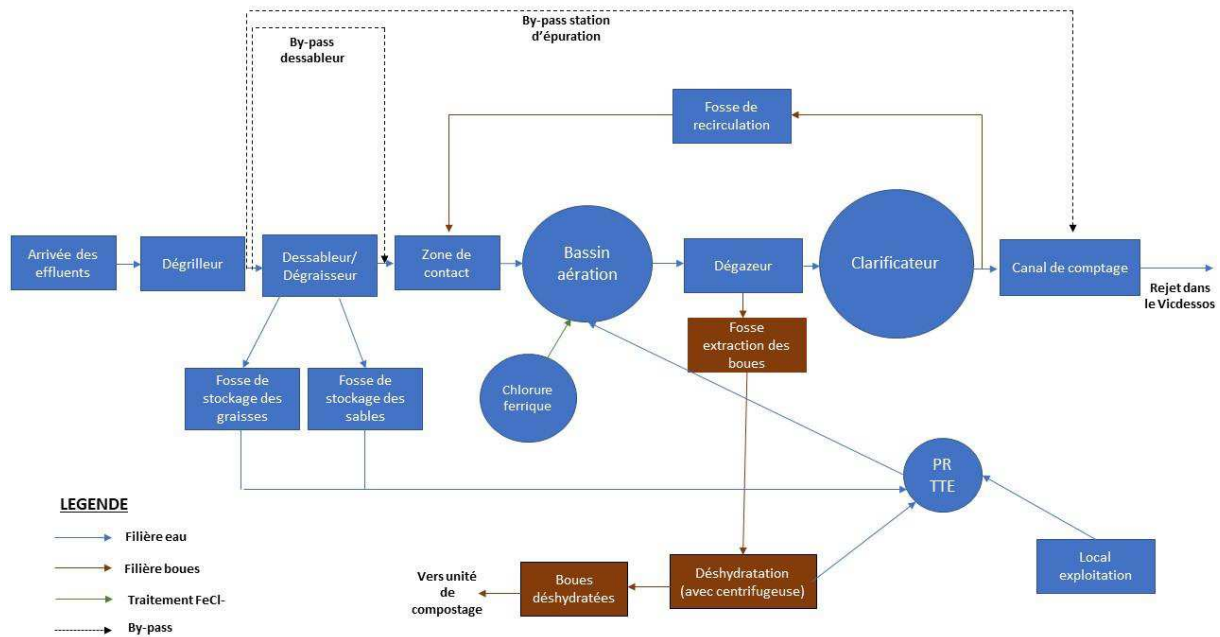 By-pass station
d'épuration
By-pass
dessableur
Fosse de
recirculation
Arrivée des
effluents
Dégrilleur
Dessableur/
Dégraisseur
Zone de
contact
Bassin
aération
Dégazeur
Clarificateur
Canal de comptage
Rejet dans
le Vicdessos
Fosse
extraction des
boues
Fosse de
stockage des
graisses
Fosse de
stockage des
sables
Chlorure
ferrique
PR
TTE
LEGENDE
Filière eau
Filière boues
Traitement FeCl-
By-pass
Vers unité
de
compostage
Boues
déshydratées
Déshydratation
(avec centrifugeuse)
Local
exploitation